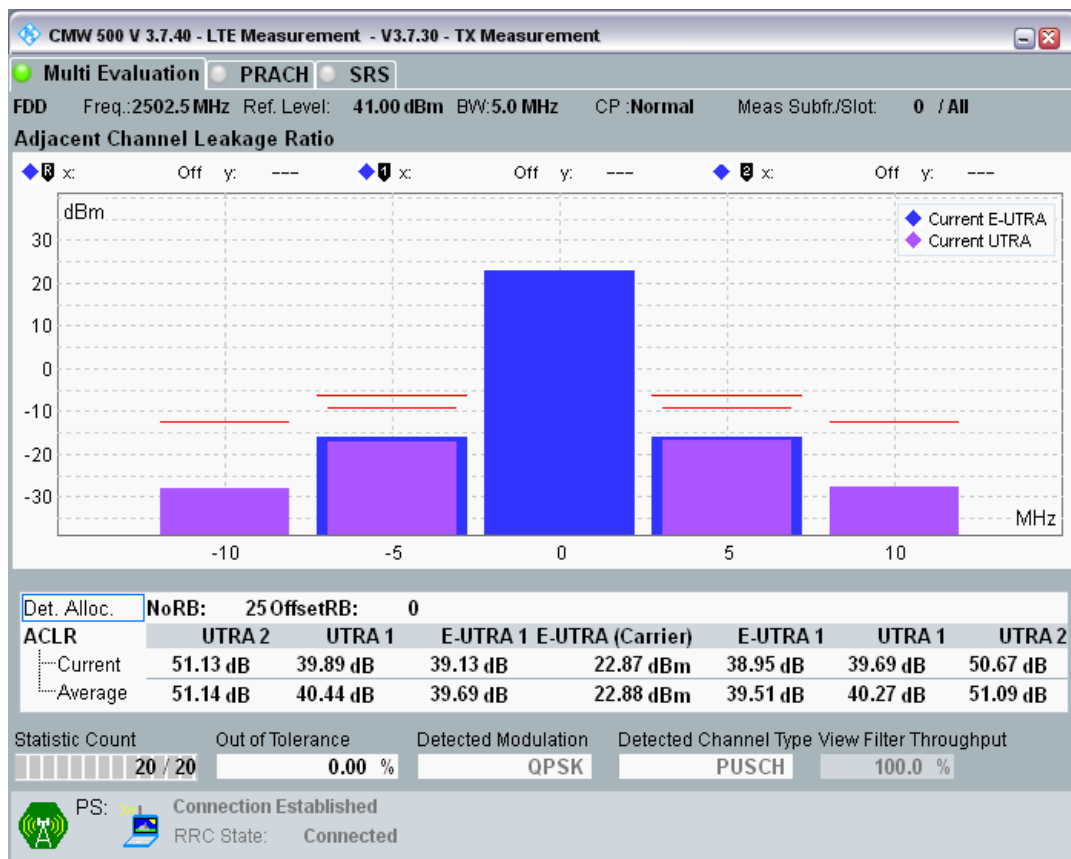 CMW 500 V 3.7.40 - LTE Measurement - V3.7.30 - TX Measurement
Multi Evaluation PRACH SRS
FDD Freq.:2502.5 MHz Ref. Level: 41.00 dBm BW:5.0 MHz CP :Normal Meas Subfr./Slot: 0 / All
Adjacent Channel Leakage Ratio
R x: Off y: --- 1 x: Off y: --- 2 x: Off y: ---
dBm
Current E-UTRA
Current UTRA
30
20
10
0
-10
-20
-30
MHz
-10 -5 0 5 10
Det. Alloc. NoRB: 25 OffsetRB: 0
ACLR UTRA 2 UTRA 1 E-UTRA 1 E-UTRA (Carrier) E-UTRA 1 UTRA 1 UTRA 2
Current 51.13 dB 39.89 dB 39.13 dB 22.87 dBm 38.95 dB 39.69 dB 50.67 dB
Average 51.14 dB 40.44 dB 39.69 dB 22.88 dBm 39.51 dB 40.27 dB 51.09 dB
Statistic Count Out of Tolerance Detected Modulation Detected Channel Type View Filter Throughput
20 / 20 0.00 % QPSK PUSCH 100.0 %
PS: Connection Established
RRC State: Connected